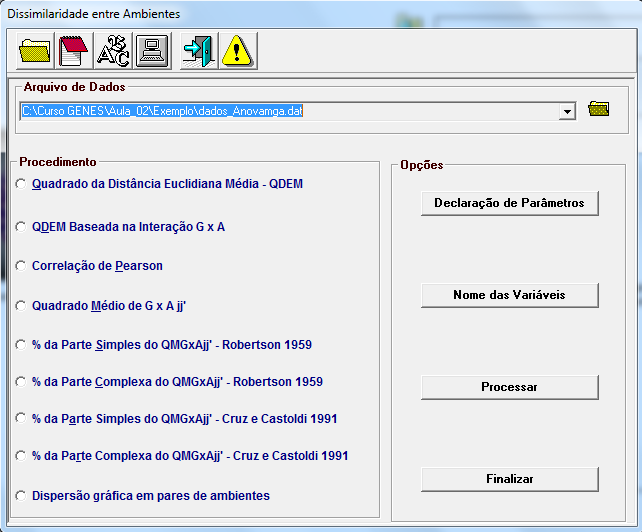 Dissimilaridade entre Ambientes
Arquivo de Dados
C:\Curso GENES\Aula_02\Exemplo\dados_Anovamga.dat
Procedimento
Quadrado da Distância Euclidiana Média - QDEM
QDEM Baseada na Interação G x A
Correlação de Pearson
Quadrado Médio de G x A jj'
% da Parte Simples do QMGxAjj' - Robertson 1959
% da Parte Complexa do QMGxAjj' - Robertson 1959
% da Parte Simples do QMGxAjj' - Cruz e Castoldi 1991
% da Parte Complexa do QMGxAjj' - Cruz e Castoldi 1991
Dispersão gráfica em pares de ambientes
Opções
Declaração de Parâmetros
Nome das Variáveis
Processar
Finalizar